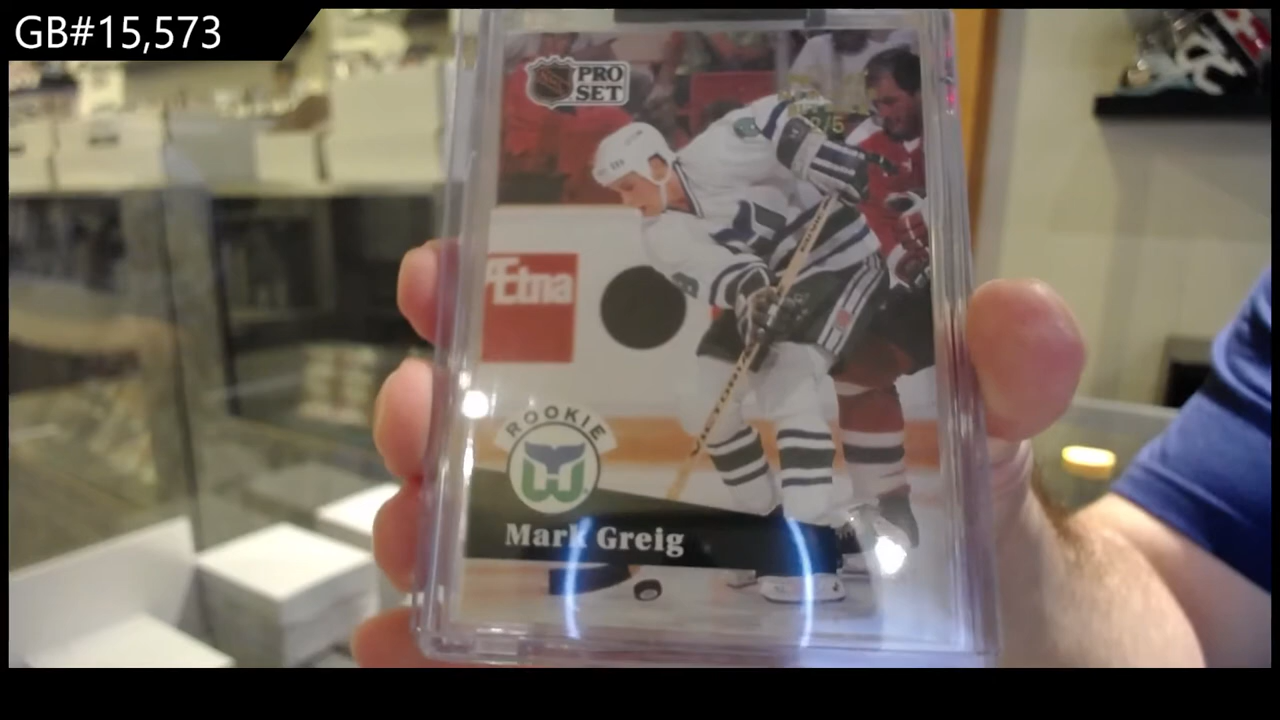 GB#15,573
PRO
SET
Ætna
ROOKIE
Mark Greig